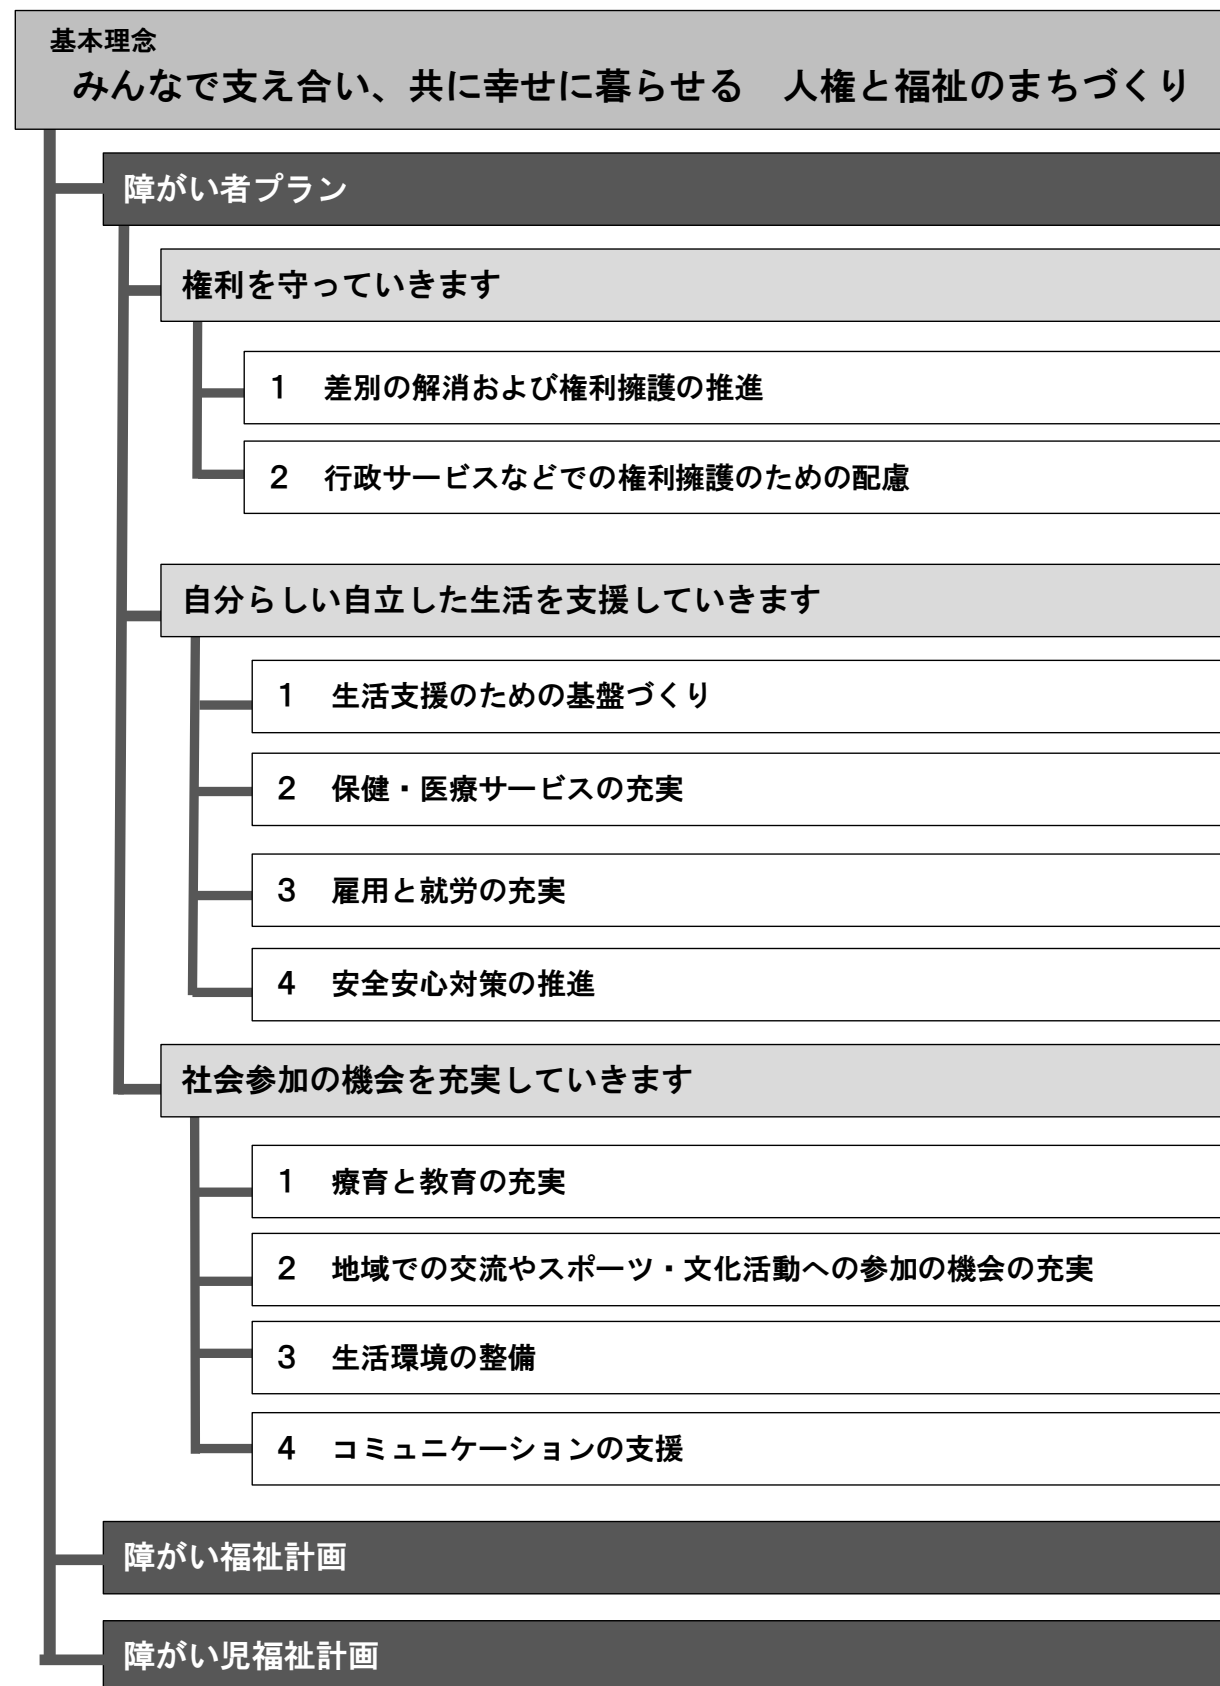 基本理念
みんなで支え合い、共に幸せに暮らせる　人権と福祉のまちづくり
障がい者プラン
権利を守っていきます
１　差別の解消および権利擁護の推進
２　行政サービスなどでの権利擁護のための配慮
自分らしい自立した生活を支援していきます
１　生活支援のための基盤づくり
２　保健・医療サービスの充実
３　雇用と就労の充実
４　安全安心対策の推進
社会参加の機会を充実していきます
１　療育と教育の充実
２　地域での交流やスポーツ・文化活動への参加の機会の充実
３　生活環境の整備
４　コミュニケーションの支援
障がい福祉計画
障がい児福祉計画